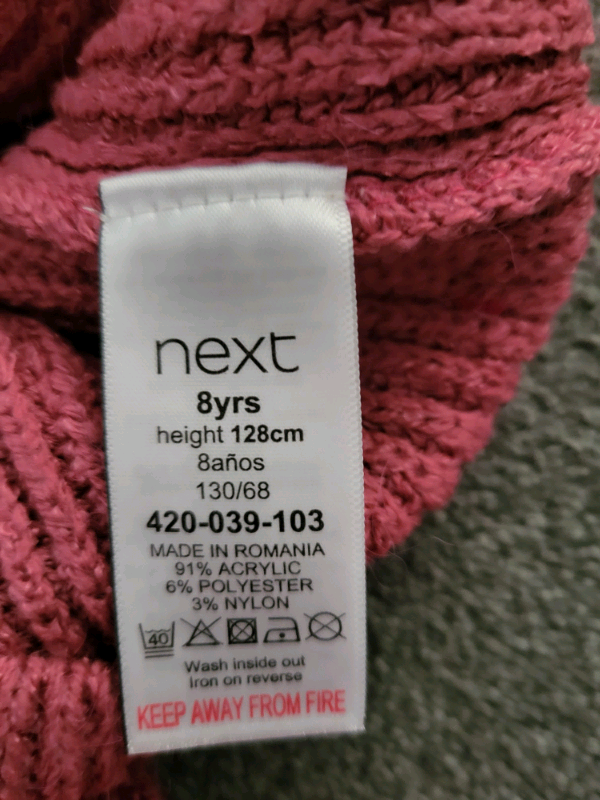 next
8yrs
height 128cm
8años
130/68
420-039-103
MADE IN ROMANIA
91% ACRYLIC
6% POLYESTER
3% NYLON
40
Wash inside out
Iron on reverse
KEEP AWAY FROM FIRE